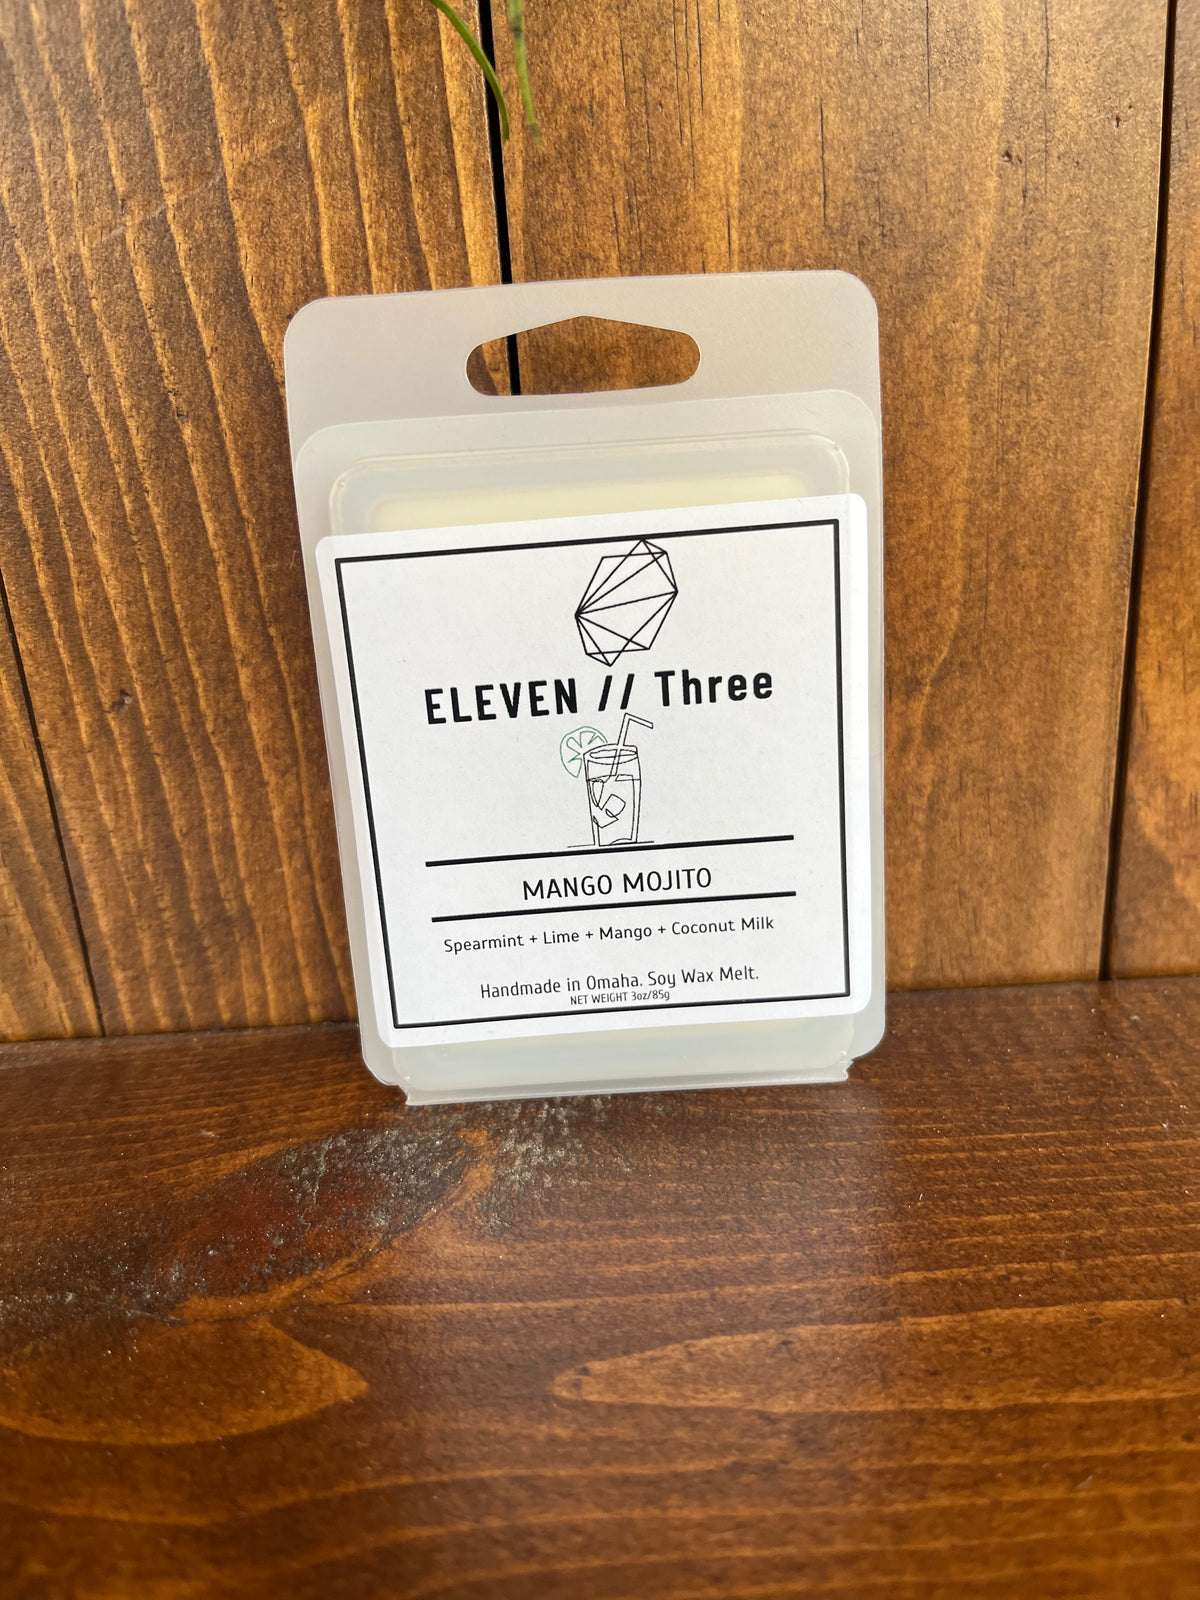 ELEVEN // Three
MANGO MOJITO
Spearmint + Lime + Mango + Coconut Milk
Handmade in Omaha. Soy Wax Melt.
NET WEIGHT 3oz/85g